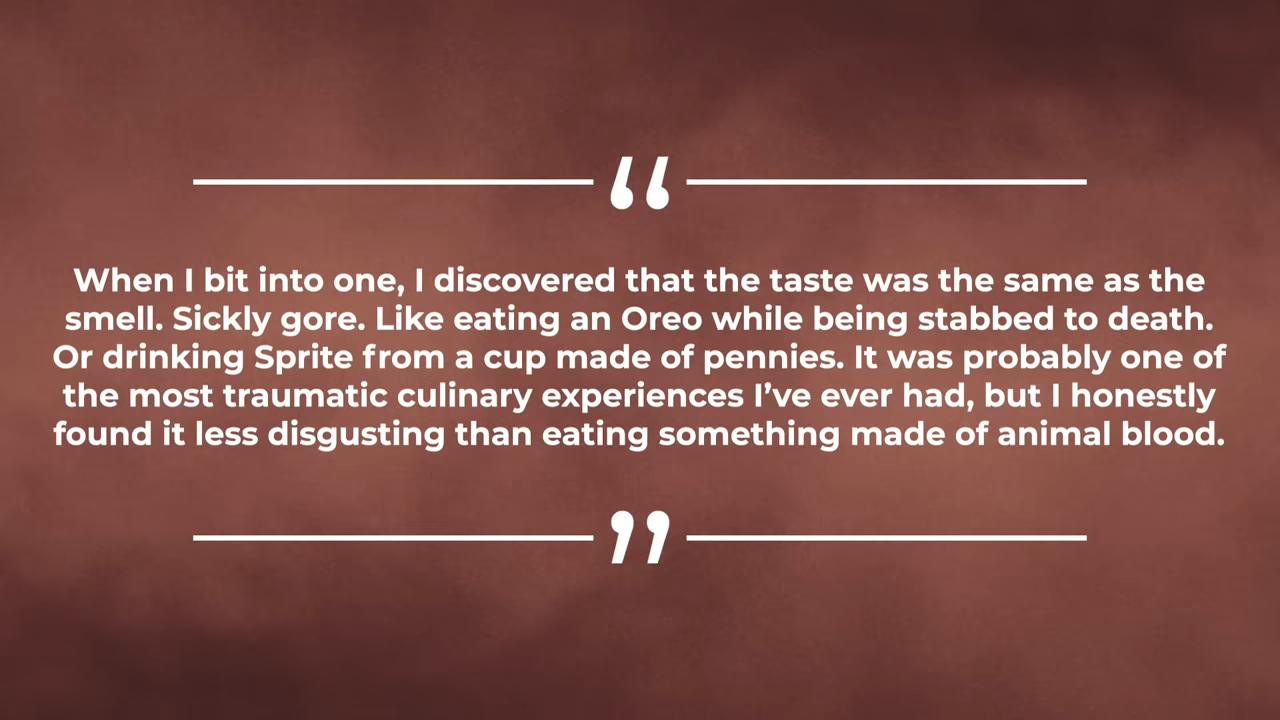 “
When I bit into one, I discovered that the taste was the same as the
smell. Sickly gore. Like eating an Oreo while being stabbed to death.
Or drinking Sprite from a cup made of pennies. It was probably one of
the most traumatic culinary experiences I’ve ever had, but I honestly
found it less disgusting than eating something made of animal blood.
”